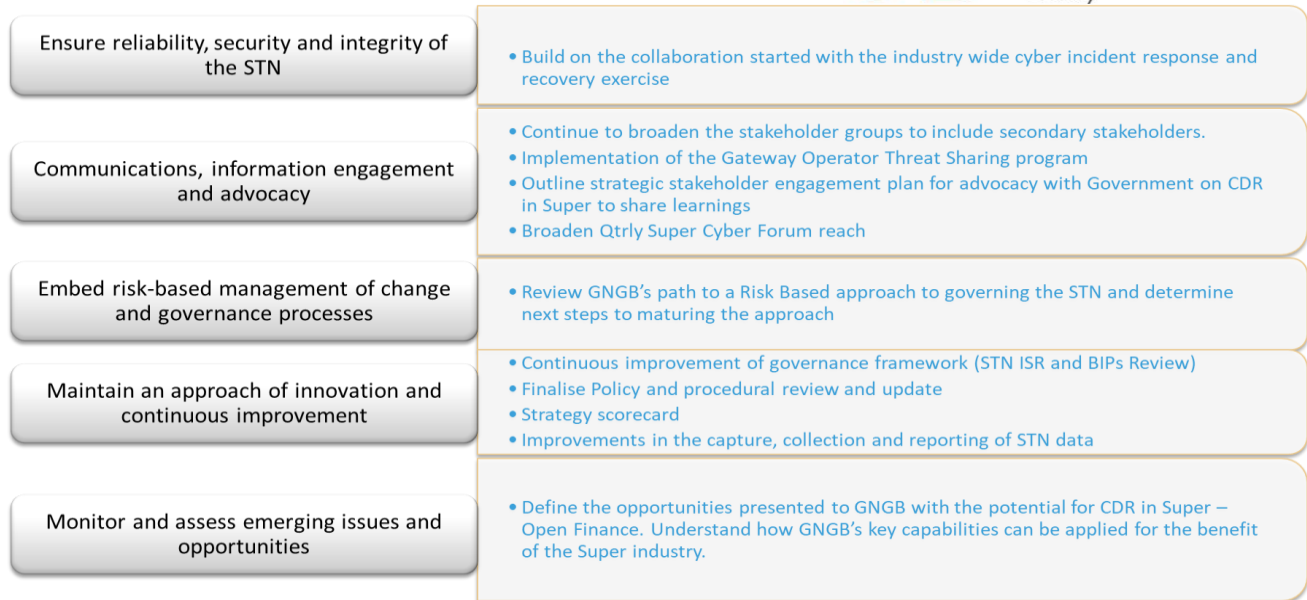 Ensure reliability, security and integrity of
the STN
• Build on the collaboration started with the industry wide cyber incident response and
recovery exercise
Communications, information engagement
and advocacy
• Continue to broaden the stakeholder groups to include secondary stakeholders.
• Implementation of the Gateway Operator Threat Sharing program
• Outline strategic stakeholder engagement plan for advocacy with Government on CDR
in Super to share learnings
• Broaden Qtrly Super Cyber Forum reach
Embed risk-based management of change
and governance processes
• Review GNGB’s path to a Risk Based approach to governing the STN and determine
next steps to maturing the approach
Maintain an approach of innovation and
continuous improvement
• Continuous improvement of governance framework (STN ISR and BIPs Review)
• Finalise Policy and procedural review and update
• Strategy scorecard
• Improvements in the capture, collection and reporting of STN data
Monitor and assess emerging issues and
opportunities
• Define the opportunities presented to GNGB with the potential for CDR in Super –
Open Finance. Understand how GNGB’s key capabilities can be applied for the benefit
of the Super industry.